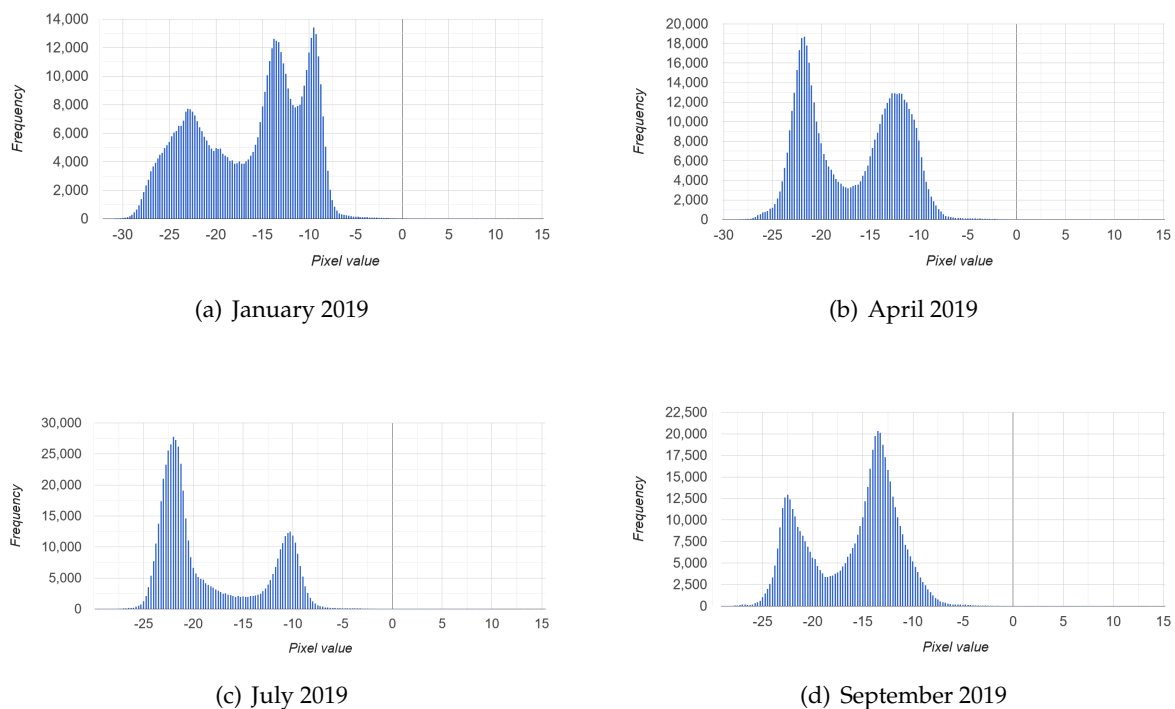 14,000
12,000
10,000
8,000
6,000
4,000
2,000
0
Frequency
-30 -25 -20 -15 -10 -5 0 5 10 15
Pixel value
(a) January 2019
20,000
18,000
16,000
14,000
12,000
10,000
8,000
6,000
4,000
2,000
0
Frequency
-30 -25 -20 -15 -10 -5 0 5 10 15
Pixel value
(b) April 2019
30,000
25,000
20,000
15,000
10,000
5,000
0
Frequency
-25 -20 -15 -10 -5 0 5 10 15
Pixel value
(c) July 2019
22,500
20,000
17,500
15,000
12,500
10,000
7,500
5,000
2,500
0
Frequency
-25 -20 -15 -10 -5 0 5 10 15
Pixel value
(d) September 2019